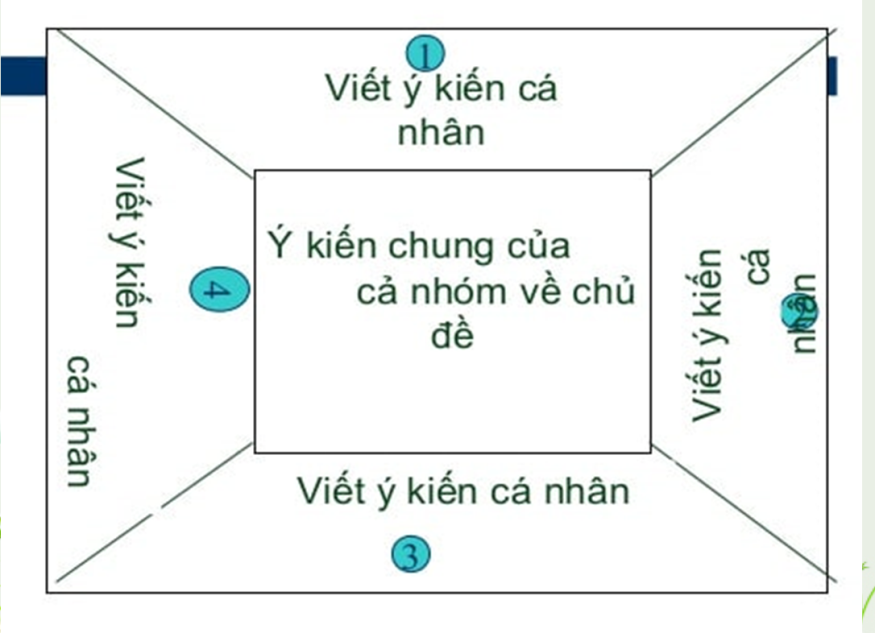 1
Viết ý kiến cá
nhân
Viết ý kiến
cá nhân
4
Ý kiến chung của
cả nhóm về chủ
đề
Viết ý kiến
cá
nhân
Viết ý kiến cá nhân
3